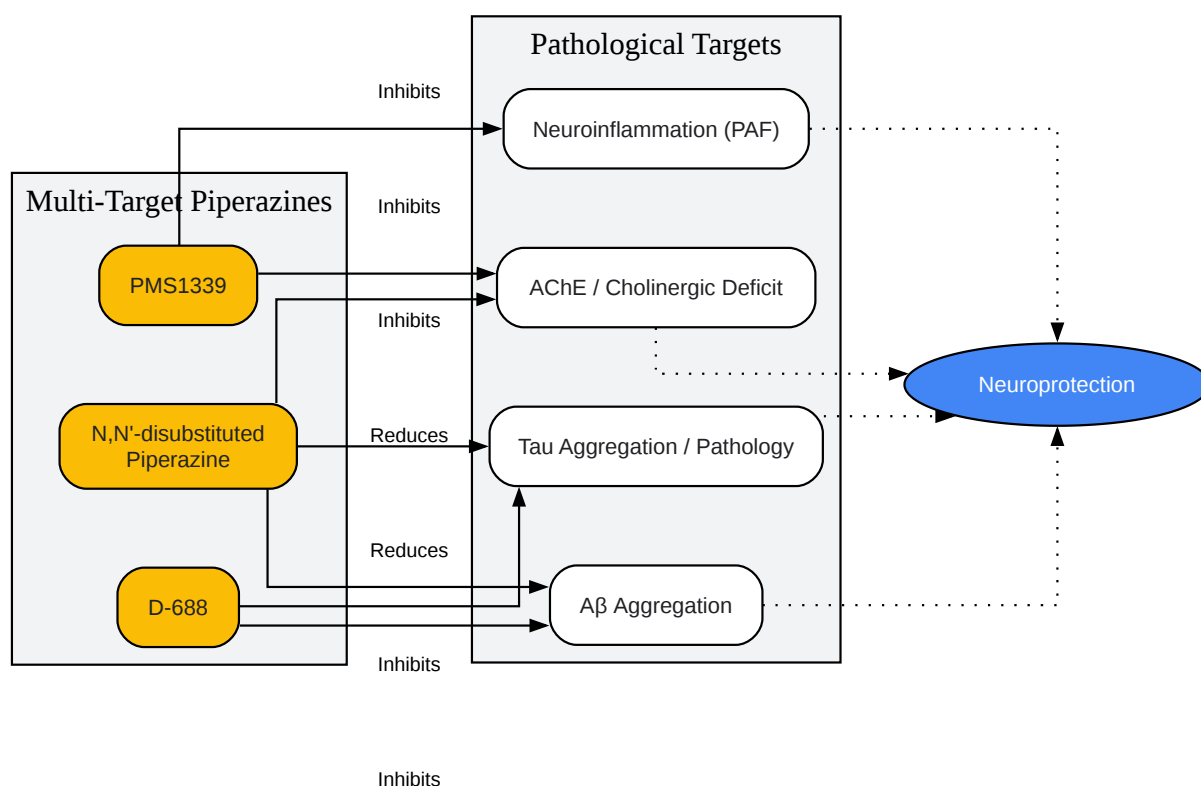 Pathological Targets
Inhibits
Neuroinflammation (PAF)
Multi-Target Piperazines
Inhibits
PMS1339
AChE / Cholinergic Deficit
Inhibits
Neuroprotection
N,N'-disubstituted
Piperazine
Reduces
Tau Aggregation / Pathology
Reduces
D-688
Aβ Aggregation
Inhibits
Inhibits